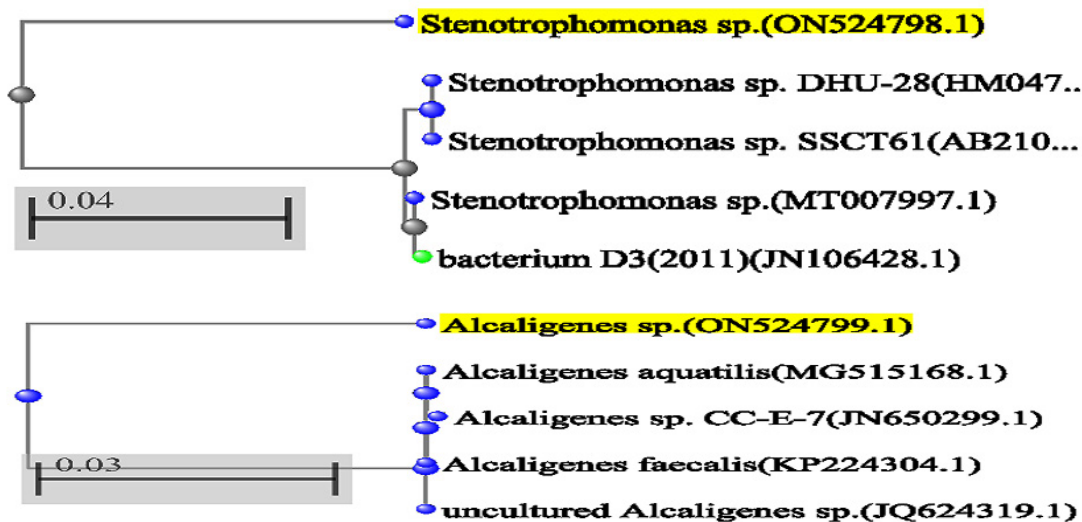 Stenotrophomonas sp.(ON524798.1)
Stenotrophomonas sp. DHU-28(HM047..
Stenotrophomonas sp. SSCT61(AB210...
0.04
Stenotrophomonas sp.(MT007997.1)
bacterium D3(2011)(JN106428.1)
Alcaligenes sp.(ON524799.1)
Alcaligenes aquatilis(MG515168.1)
Alcaligenes sp. CC-E-7(JN650299.1)
0.03
Alcaligenes faecalis(KP224304.1)
uncultured Alcaligenes sp.(JQ624319.1)